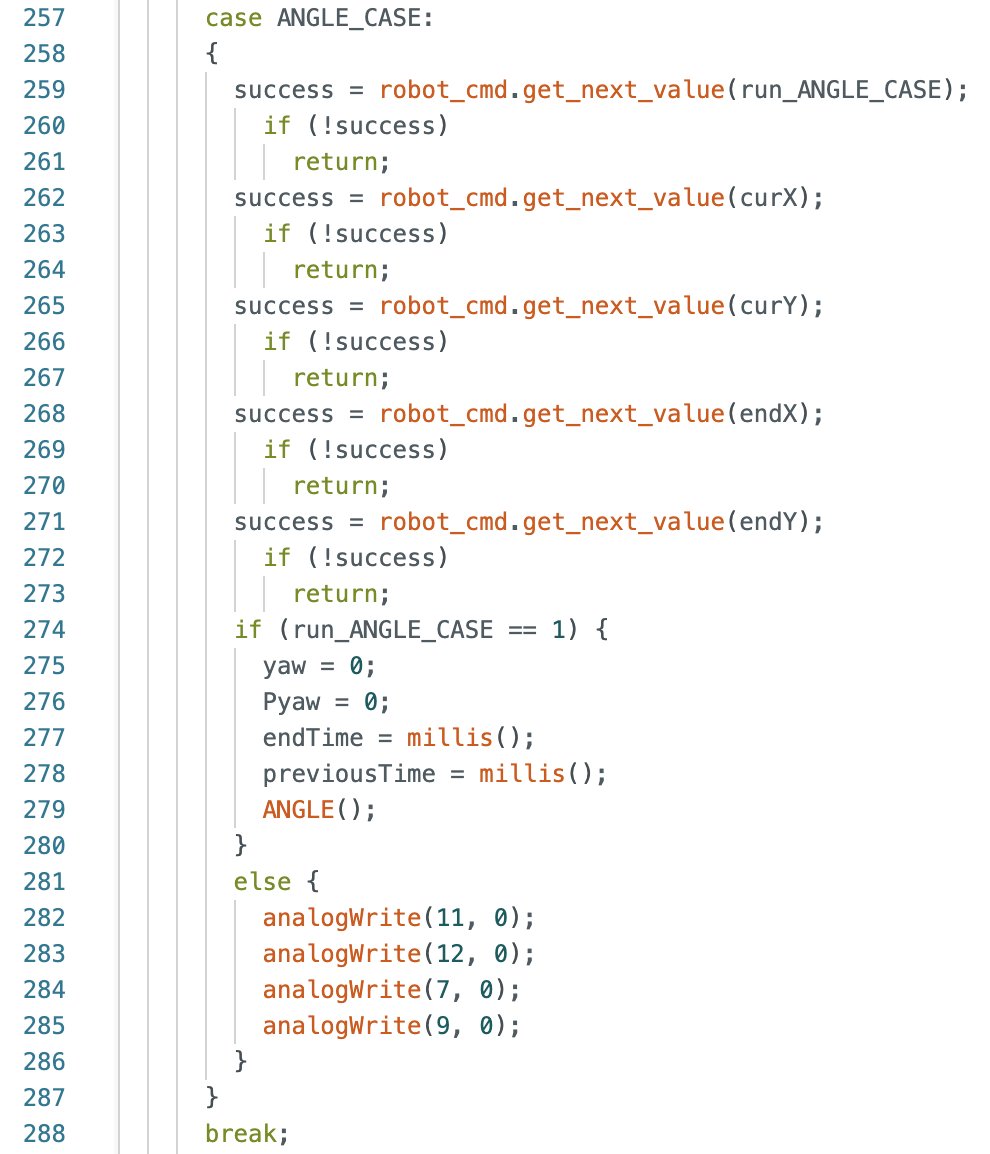 257 case ANGLE_CASE:
258 {
259 success = robot_cmd.get_next_value(run_ANGLE_CASE);
260 if (!success)
261 return;
262 success = robot_cmd.get_next_value(curX);
263 if (!success)
264 return;
265 success = robot_cmd.get_next_value(curY);
266 if (!success)
267 return;
268 success = robot_cmd.get_next_value(endX);
269 if (!success)
270 return;
271 success = robot_cmd.get_next_value(endY);
272 if (!success)
273 return;
274 if (run_ANGLE_CASE == 1) {
275 yaw = 0;
276 Pyaw = 0;
277 endTime = millis();
278 previousTime = millis();
279 ANGLE();
280 }
281 else {
282 analogWrite(11, 0);
283 analogWrite(12, 0);
284 analogWrite(7, 0);
285 analogWrite(9, 0);
286 }
287 }
288 break;